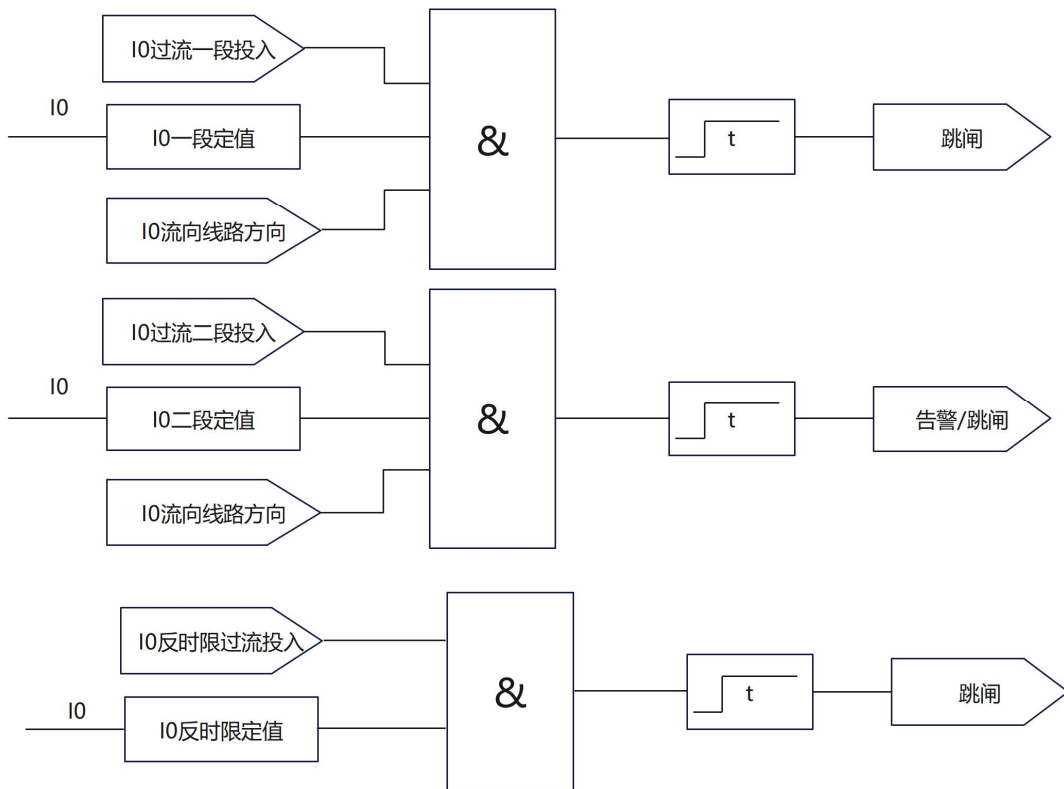 I0过流一段投入
I0
I0一段定值
&
t
跳闸
I0流向线路方向
I0过流二段投入
I0
I0二段定值
&
t
告警/跳闸
I0流向线路方向
I0反时限过流投入
&
t
跳闸
I0
I0反时限定值